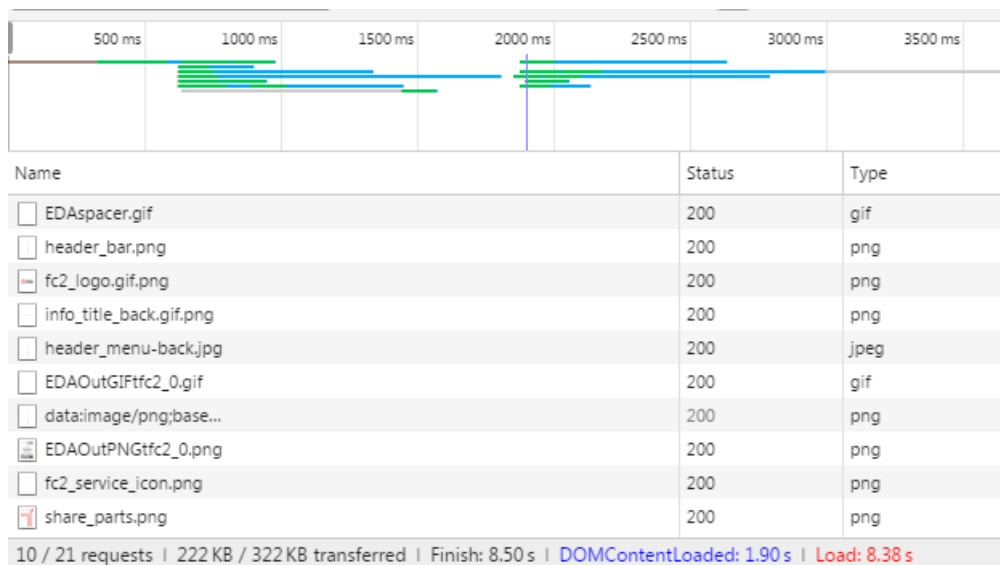 500 ms 1000 ms 1500 ms 2000 ms 2500 ms 3000 ms 3500 ms
Name Status Type
EDAspacer.gif 200 gif
header_bar.png 200 png
fc2_logo.gif.png 200 png
info_title_back.gif.png 200 png
header_menu-back.jpg 200 jpeg
EDAOutGIFtfc2_0.gif 200 gif
data:image/png;base... 200 png
EDAOutPNGtfc2_0.png 200 png
fc2_service_icon.png 200 png
share_parts.png 200 png
10 / 21 requests | 222 KB / 322 KB transferred | Finish: 8.50 s | DOMContentLoaded: 1.90 s | Load: 8.38 s